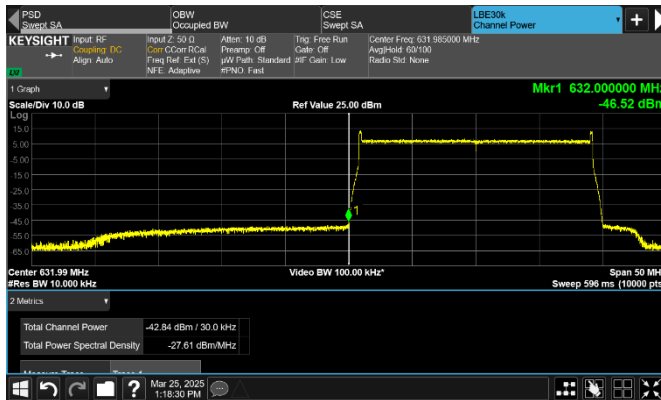 PSD
Swept SA
OBW
Occupied BW
CSE
Swept SA
LBE30k
Channel Power
KEYSIGHT
Input: RF
Coupling: DC
Align: Auto
Input Z: 50 Ω
Corr CCorr RCal
Freq Ref: Ext (S)
NFE: Adaptive
Atten: 10 dB
Preamp: Off
µW Path: Standard
#PNO: Fast
Trig: Free Run
Gate: Off
#IF Gain: Low
Center Freq: 631.985000 MHz
Avg|Hold: 60/100
Radio Std: None
1 Graph
Mkr1 632.000000 MHz
-46.52 dBm
Scale/Div 10.0 dB
Ref Value 25.00 dBm
Log
15.0
5.00
-5.00
-15.0
-25.0
-35.0
-45.0
-55.0
-65.0
1
Center 631.99 MHz
#Res BW 10.000 kHz
Video BW 100.00 kHz*
Span 50 MH
Sweep 596 ms (10000 pts
2 Metrics
Total Channel Power -42.84 dBm / 30.0 kHz
Total Power Spectral Density -27.61 dBm/MHz
Mar 25, 2025
1:18:30 PM
?